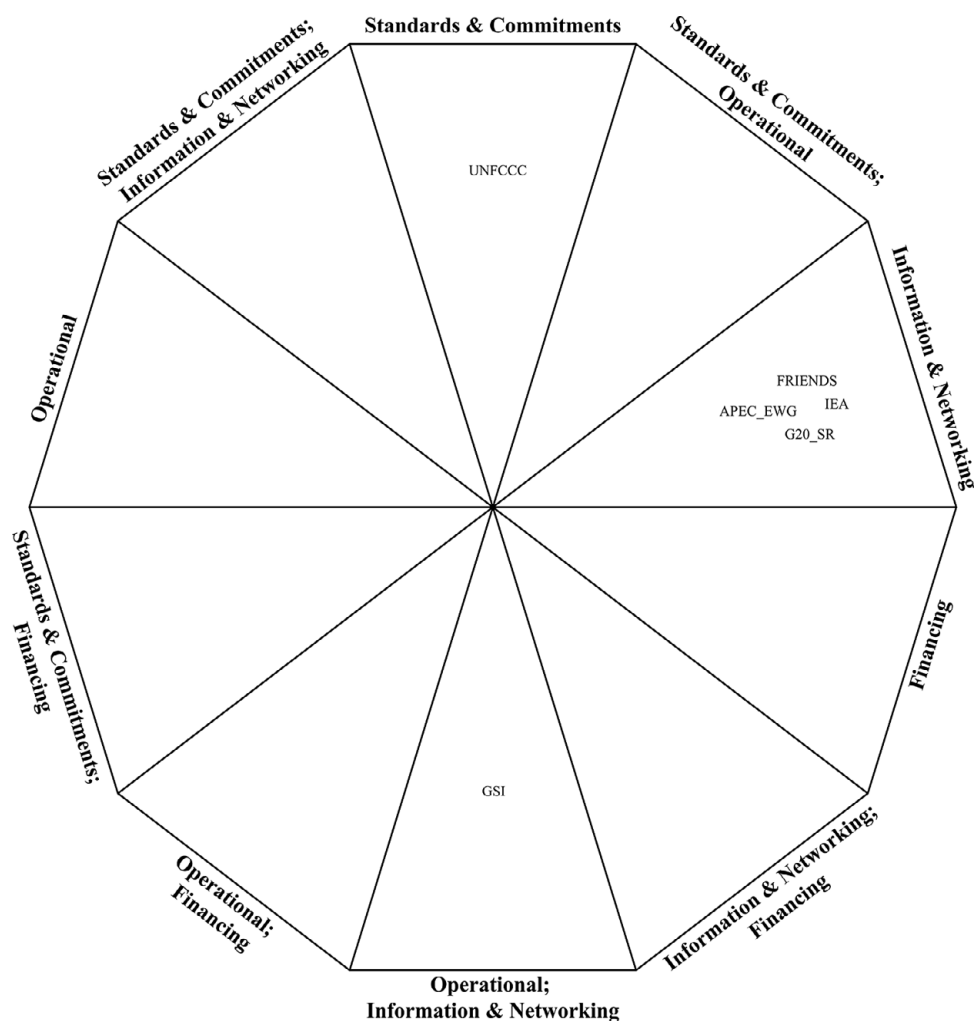 Standards & Commitments
Standards & Commitments;
Operational
Information & Networking
Financing
Information & Networking;
Financing
Operational;
Information & Networking
Operational;
Financing
Standards & Commitments;
Financing
Operational
Standards & Commitments;
Information & Networking
UNFCCC
FRIENDS
IEA
APEC_EWG
G20_SR
GSI